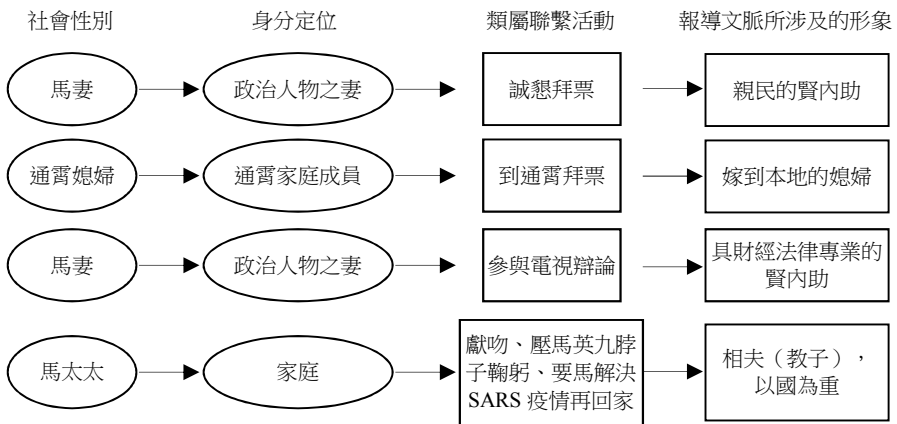 社會性別 身分定位 類屬聯繫活動 報導文脈所涉及的形象
馬妻 政治人物之妻 誠懇拜票 親民的賢內助
通霄媳婦 通霄家庭成員 到通霄拜票 嫁到本地的媳婦
馬妻 政治人物之妻 參與電視辯論 具財經法律專業的
賢內助
馬太太 家庭 獻吻、壓馬英九脖
子鞠躬、要馬解決
SARS 疫情再回家 相夫（教子），
以國為重